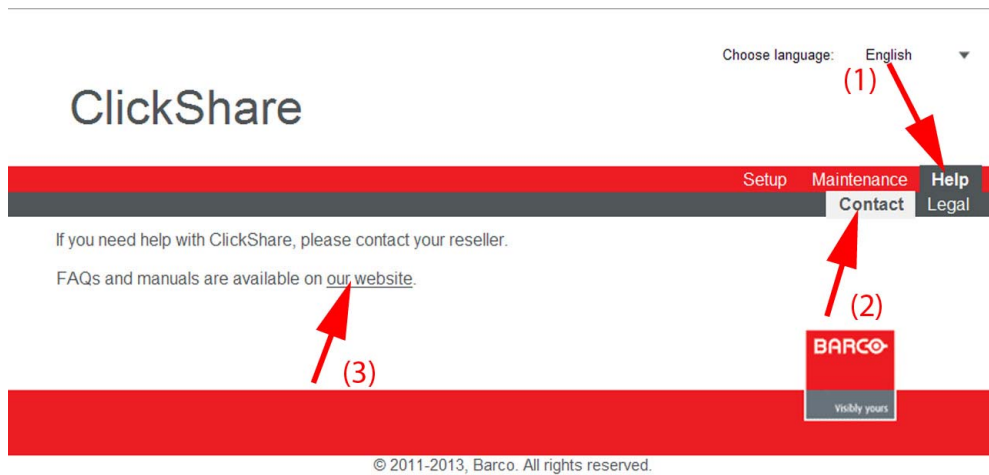 Choose language: English
(1)
ClickShare
Setup Maintenance Help
Contact Legal
If you need help with ClickShare, please contact your reseller.
FAQs and manuals are available on our website.
(2)
(3)
BARCO
Visibly yours
© 2011-2013, Barco. All rights reserved.